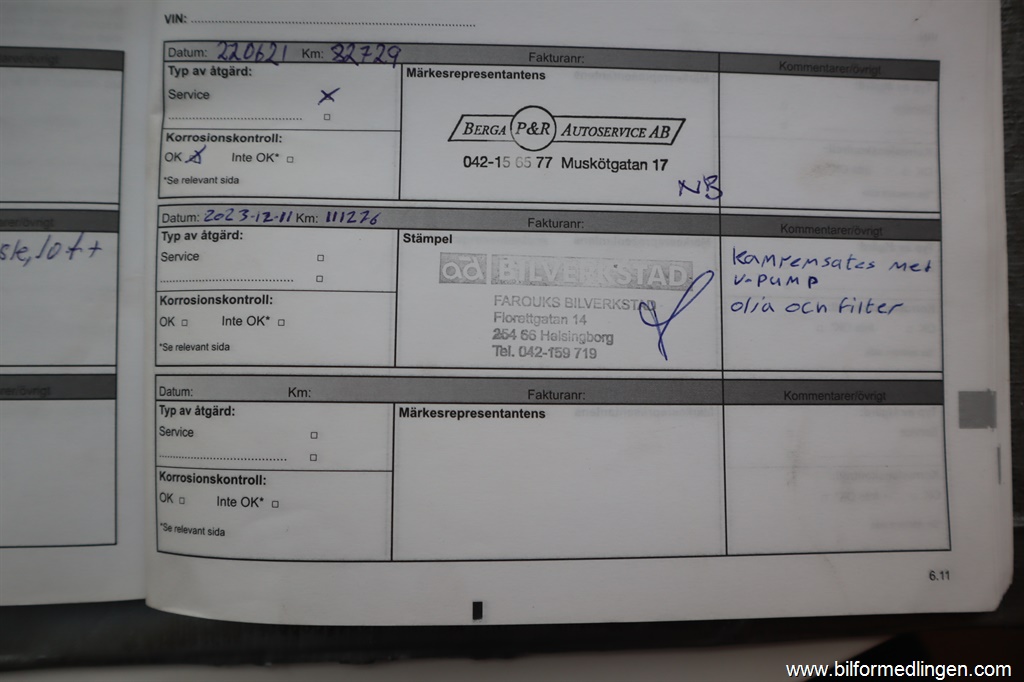 VIN:
Datum: 220621 Km: 82729 Fakturanr: Kommentarer/övrigt
Typ av åtgärd:
Service
Märkesrepresentantens
BERGA P&R AUTOSERVICE AB
042-15 65 77 Muskötgatan 17
NB
Korrosionskontroll:
OK Inte OK*
*Se relevant sida
Datum: 2023-12-11 Km: 111276 Fakturanr: Kommentarer/övrigt
Typ av åtgärd:
Service
Stämpel
ad BILVERKSTAD
FAROUKS BILVERKSTAD
Florettgatan 14
254 66 Helsingborg
Tel. 042-159 719
Kamremsates met
V-PUMP
olja och filter
Korrosionskontroll:
OK Inte OK*
*Se relevant sida
Datum: Km: Fakturanr: Kommentarer/övrigt
Typ av åtgärd:
Service
Märkesrepresentantens
Korrosionskontroll:
OK Inte OK*
*Se relevant sida
6.11
www.bilformedlingen.com